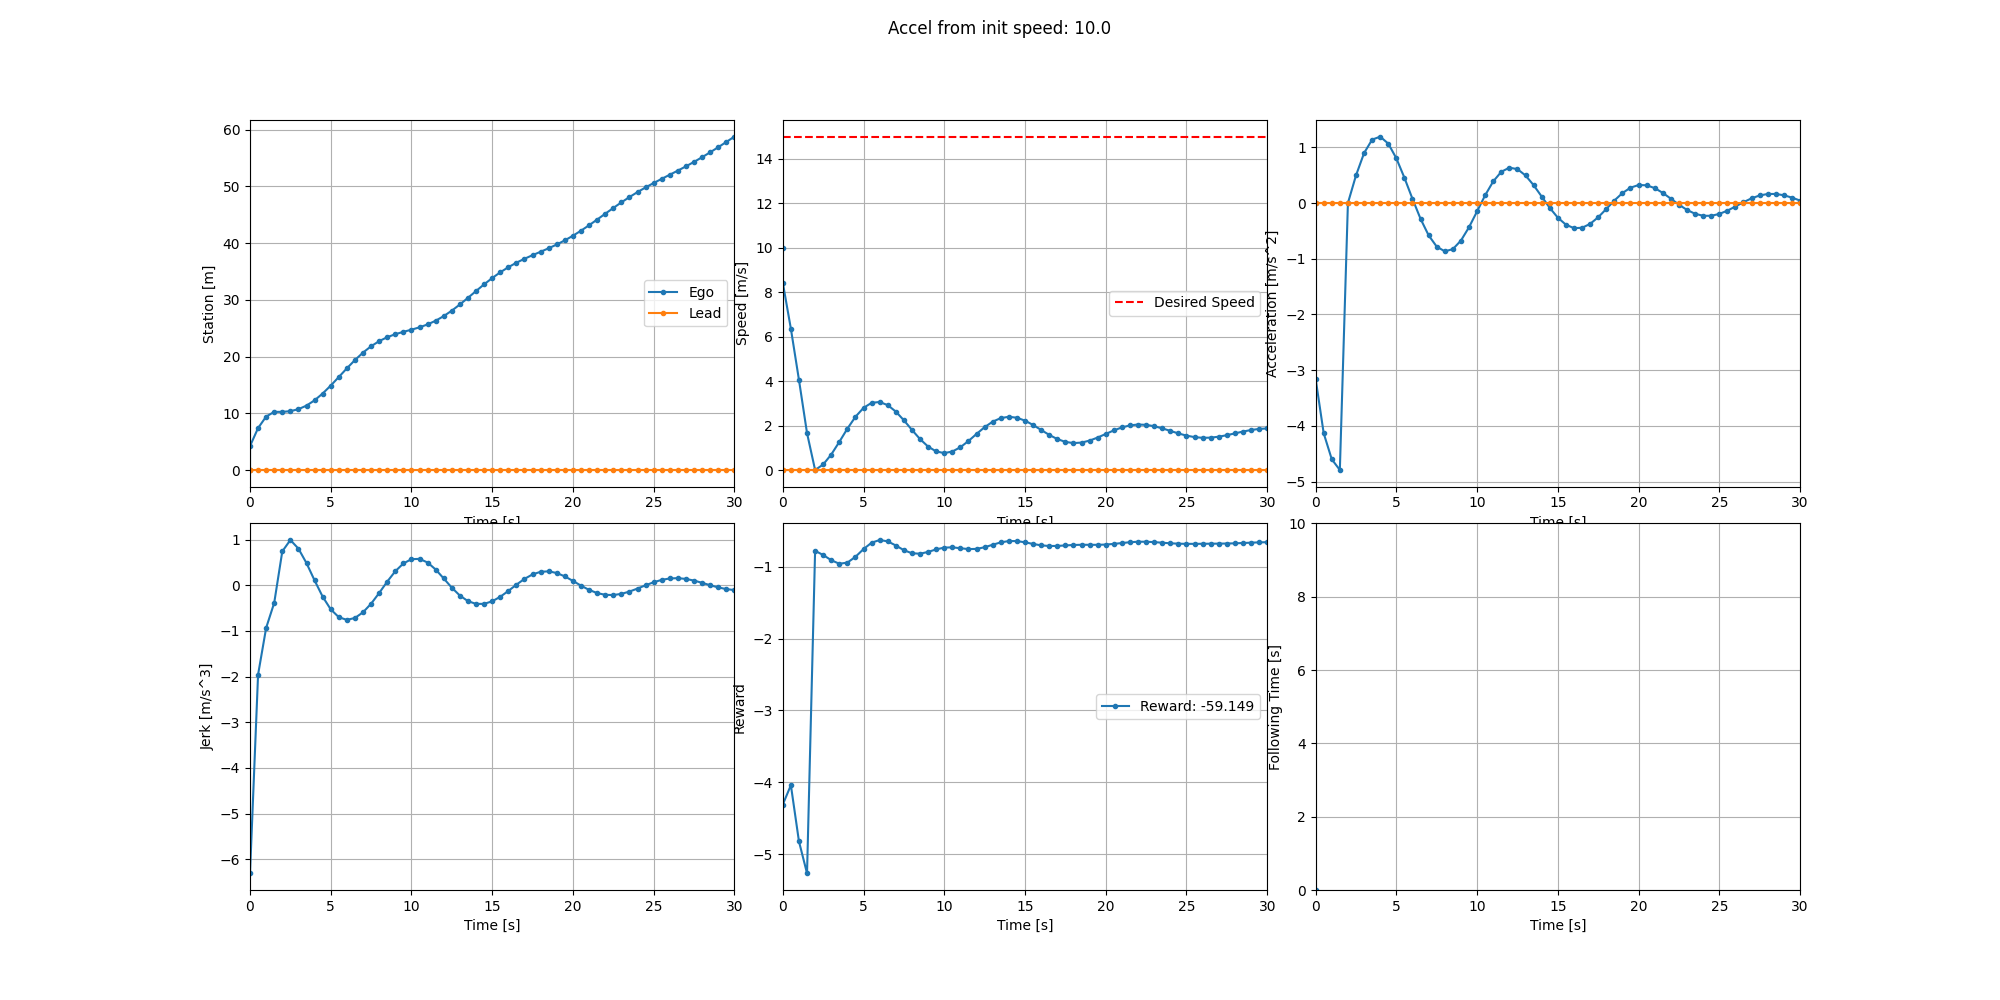 Accel from init speed: 10.0
Station [m]
60
50
40
30
20
10
0
Ego
Lead
0 5 10 15 20 25 30
Time [s]
Speed [m/s]
14
12
10
8
6
4
2
0
Desired Speed
0 5 10 15 20 25 30
Time [s]
Acceleration [m/s^2]
1
0
−1
−2
−3
−4
−5
0 5 10 15 20 25 30
Time [s]
Jerk [m/s^3]
1
0
−1
−2
−3
−4
−5
−6
0 5 10 15 20 25 30
Time [s]
Reward
−1
−2
−3
−4
−5
Reward: -59.149
0 5 10 15 20 25 30
Time [s]
Following Time [s]
10
8
6
4
2
0
0 5 10 15 20 25 30
Time [s]